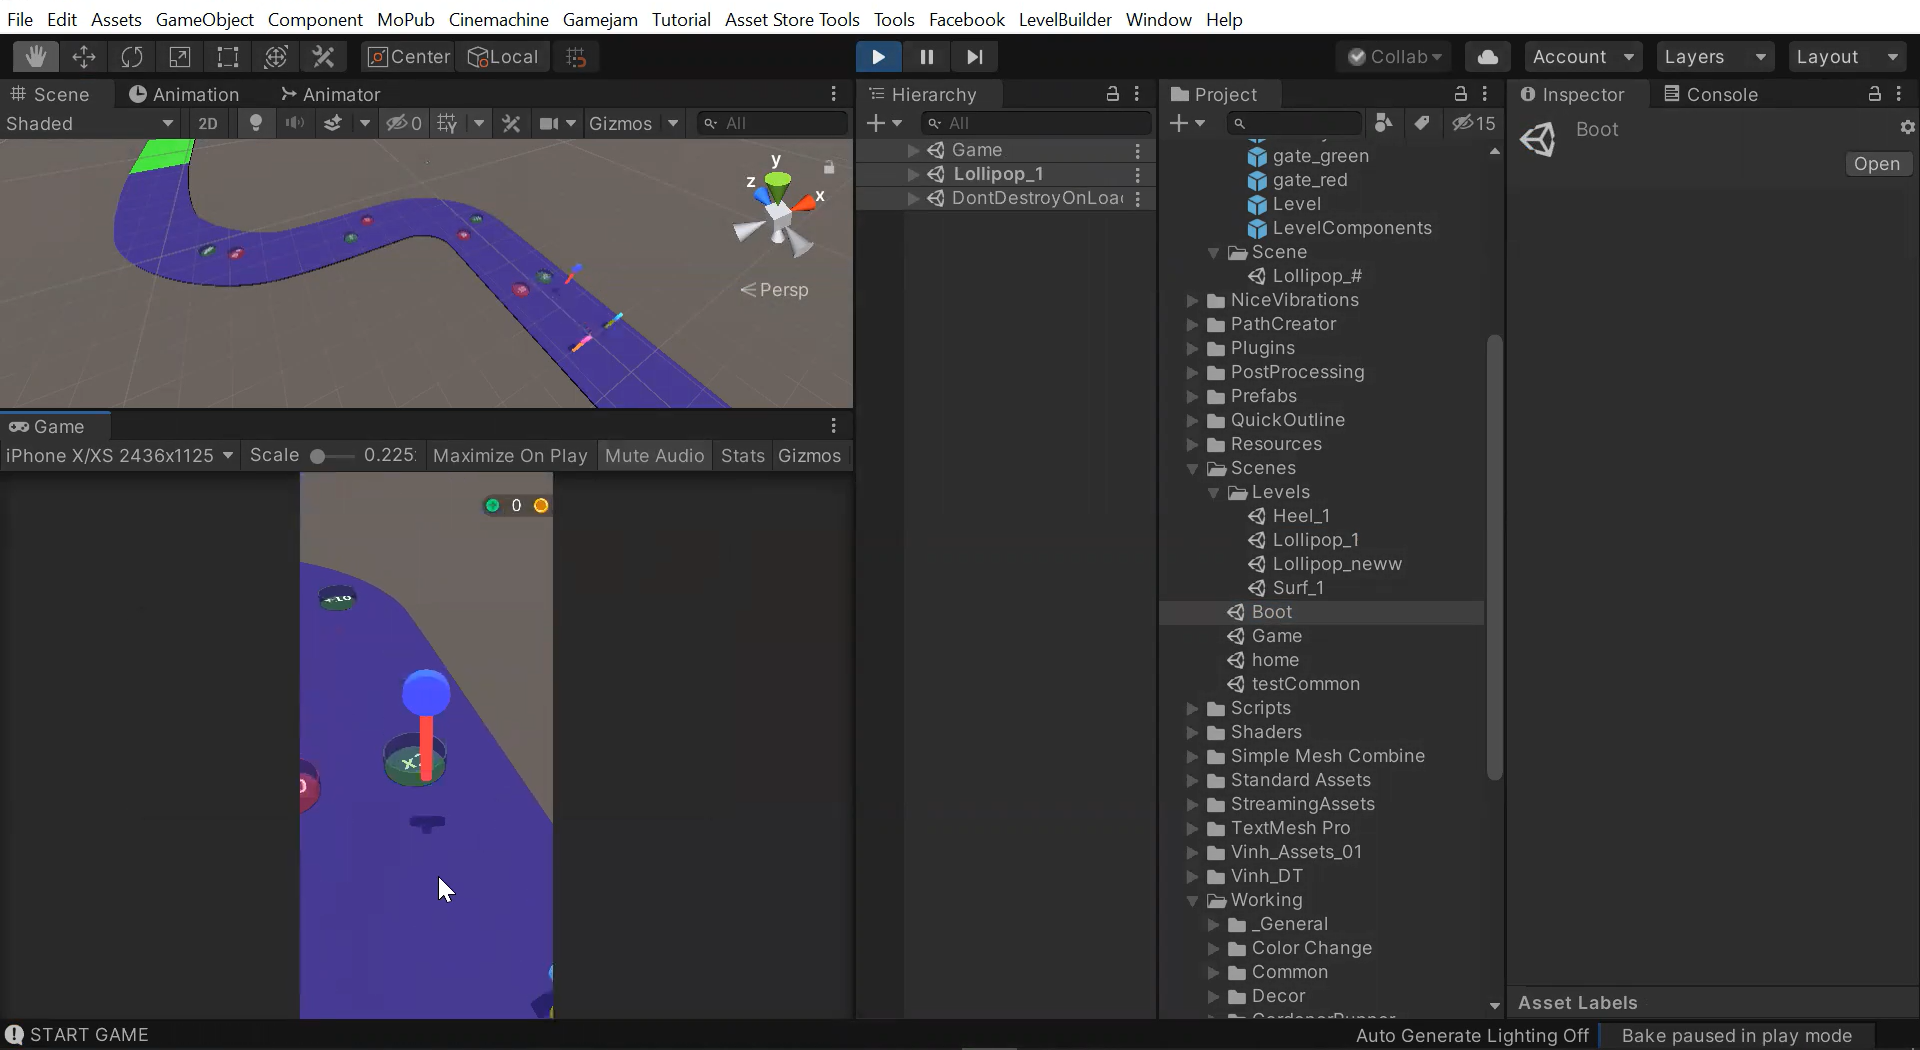 File Edit Assets GameObject Component MoPub Cinemachine Gamejam Tutorial Asset Store Tools Tools Facebook LevelBuilder Window Help
Center Local Collab Account Layers Layout
Scene Animation Animator
Shaded 2D 0 Gizmos All
y
z x
Persp
Game
iPhone X/XS 2436x1125 Scale 0.225 Maximize On Play Mute Audio Stats Gizmos
0
+10
Hierarchy
All
Game
Lollipop_1
DontDestroyOnLoa
Project
15
gate_green
gate_red
Level
LevelComponents
Scene
Lollipop_#
NiceVibrations
PathCreator
Plugins
PostProcessing
Prefabs
QuickOutline
Resources
Scenes
Levels
Heel_1
Lollipop_1
Lollipop_neww
Surf_1
Boot
Game
home
testCommon
Scripts
Shaders
Simple Mesh Combine
Standard Assets
StreamingAssets
TextMesh Pro
Vinh_Assets_01
Vinh_DT
Working
_General
Color Change
Common
Decor
Inspector Console
Boot
Open
Asset Labels
START GAME
Auto Generate Lighting Off Bake paused in play mode